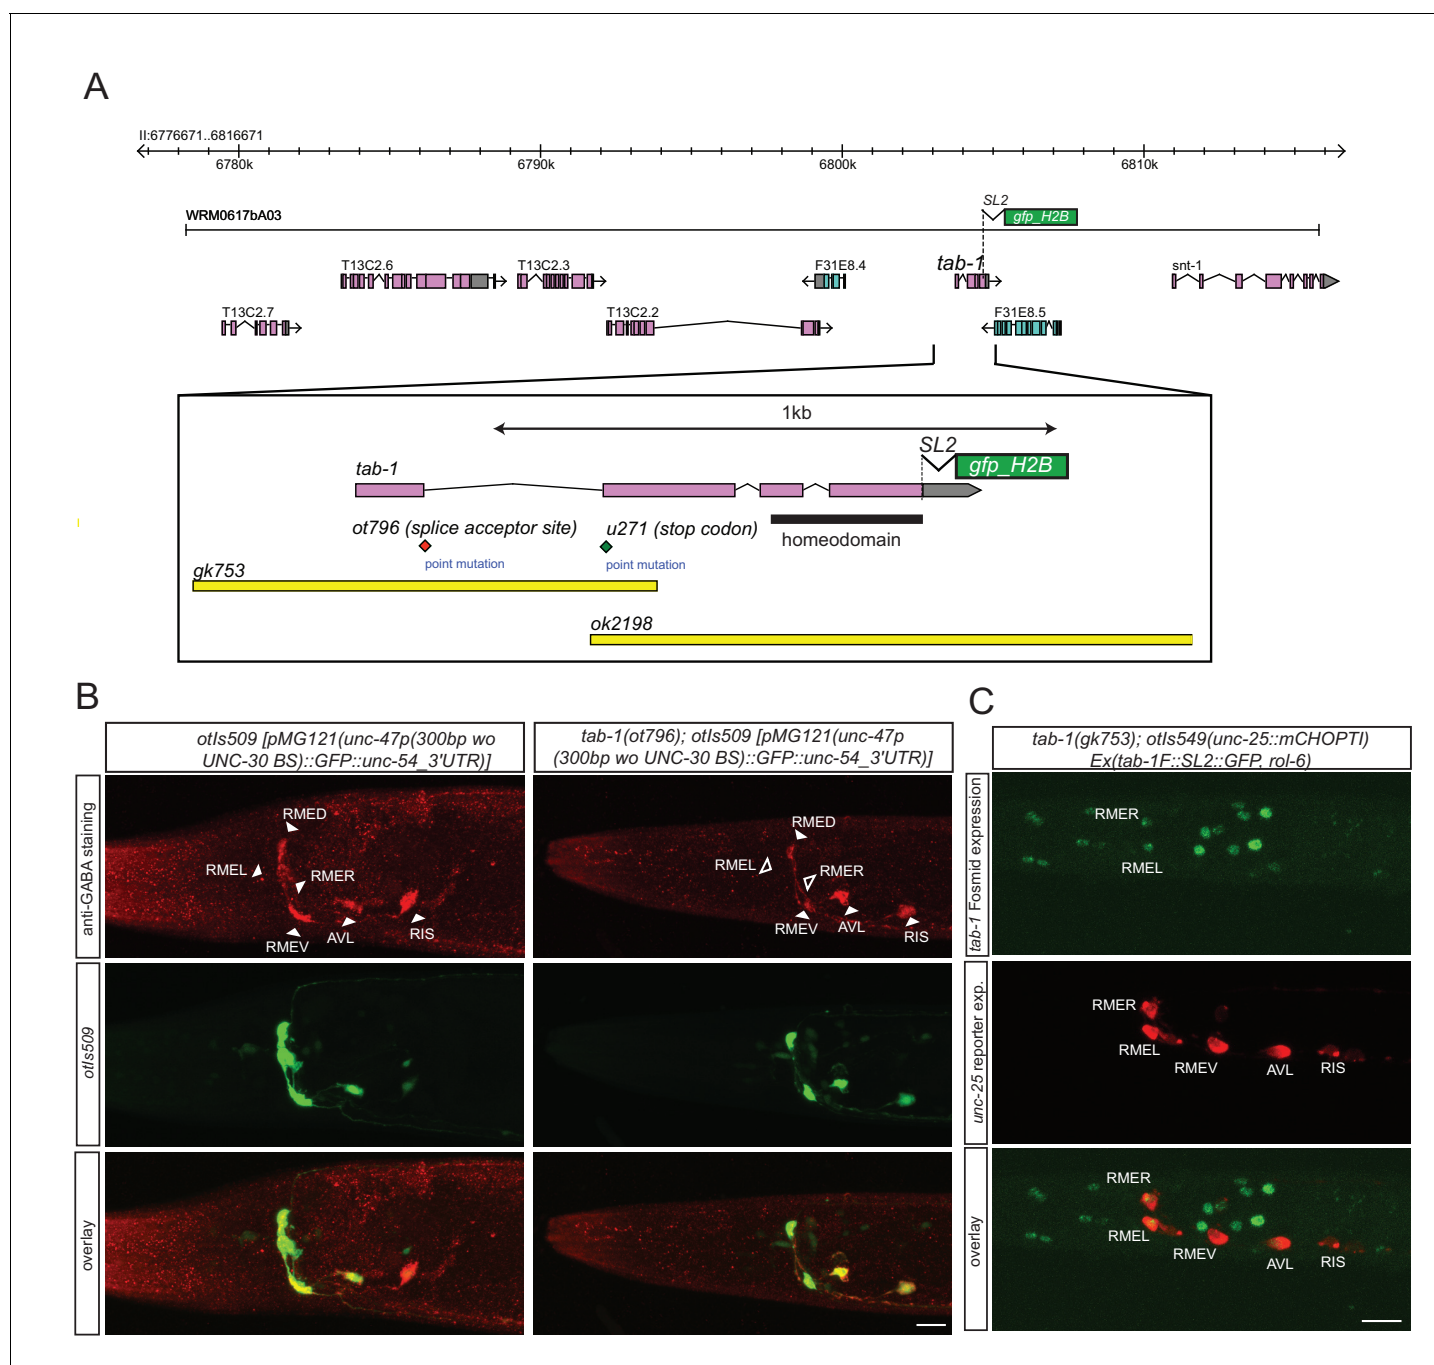 A
II:6776671..6816671
6780k 6790k 6800k 6810k
SL2
WRM0617bA03
gfp_H2B
T13C2.6 T13C2.3 F31E8.4 tab-1 snt-1
T13C2.7 T13C2.2 F31E8.5
1kb
SL2
tab-1
gfp_H2B
ot796 (splice acceptor site) u271 (stop codon)
homeodomain
point mutation point mutation
gk753
ok2198
B
otIs509 [pMG121(unc-47p(300bp wo
UNC-30 BS)::GFP::unc-54_3'UTR)]
tab-1(ot796); otIs509 [pMG121(unc-47p
(300bp wo UNC-30 BS)::GFP::unc-54_3'UTR)]
anti-GABA staining
RMED
RMEL
RMER
RMEV
AVL
RIS
RMED
RMEL
RMER
RMEV
AVL
RIS
otIs509
overlay
C
tab-1(gk753); otIs549(unc-25::mCHOPTI)
Ex(tab-1F::SL2::GFP, rol-6)
tab-1 Fosmid expression
RMER
RMEL
unc-25 reporter exp.
RMER
RMEL
RMEV
AVL
RIS
overlay
RMER
RMEL
RMEV
AVL
RIS